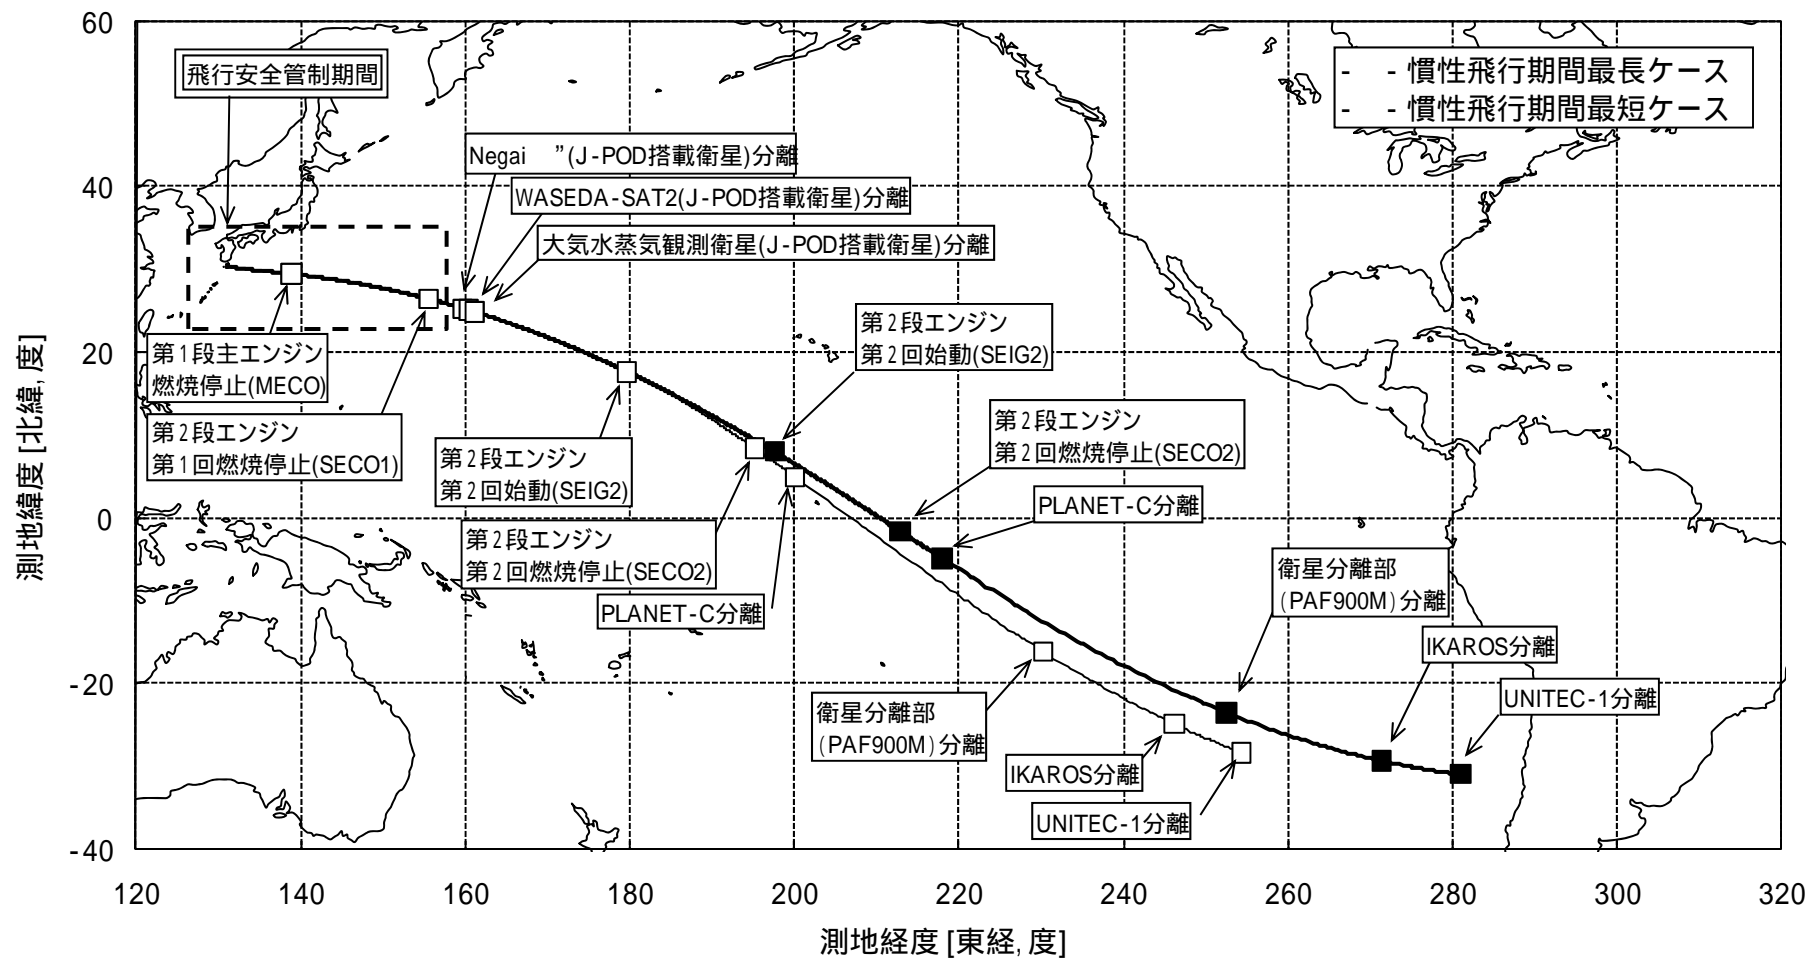 60
40
20
0
-20
-40
測地緯度 [北緯, 度]
飛行安全管制期間
- - 慣性飛行期間最長ケース
- - 慣性飛行期間最短ケース
Negai ”(J-POD搭載衛星)分離
WASEDA-SAT2(J-POD搭載衛星)分離
大気水蒸気観測衛星(J-POD搭載衛星)分離
第1段主エンジン
燃焼停止(MECO)
第2段エンジン
第1回燃焼停止(SECO1)
第2段エンジン
第2回始動(SEIG2)
第2段エンジン
第2回燃焼停止(SECO2)
PLANET-C分離
第2段エンジン
第2回始動(SEIG2)
第2段エンジン
第2回燃焼停止(SECO2)
PLANET-C分離
衛星分離部
(PAF900M)分離
IKAROS分離
UNITEC-1分離
衛星分離部
(PAF900M)分離
IKAROS分離
UNITEC-1分離
120 140 160 180 200 220 240 260 280 300 320
測地経度 [東経, 度]